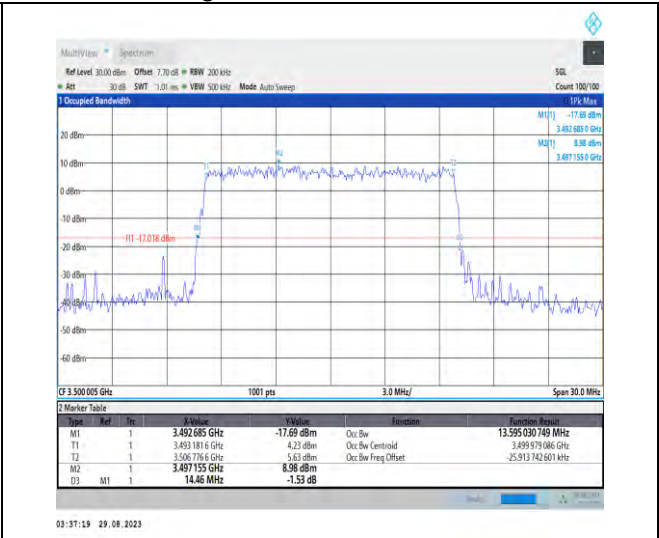 MultiView Spectrum
Ref Level 30.00 dBm Offset 7.70 dB RBW 200 kHz SGL
Att 30 dB SWT 1.01 ms VBW 500 kHz Mode Auto Sweep Count 100/100
1 Occupied Bandwidth 1Pk Max
M1[1] -17.69 dBm
3.492 685 0 GHz
M2[1] 8.98 dBm
3.497 155 0 GHz
20 dBm
M2
T1 T2
10 dBm
0 dBm
-10 dBm
M1
H1 -17.018 dBm
D3
-20 dBm
-30 dBm
-40 dBm
-50 dBm
-60 dBm
CF 3.500 005 GHz 1001 pts 3.0 MHz/ Span 30.0 MHz
2 Marker Table
Type Ref Trc X-Value Y-Value Function Function Result
M1 1 3.492 685 GHz -17.69 dBm Occ Bw 13.595 030 749 MHz
T1 1 3.493 181 6 GHz 4.23 dBm Occ Bw Centroid 3.499 979 086 GHz
T2 1 3.506 776 6 GHz 5.63 dBm Occ Bw Freq Offset -25.913 742 601 kHz
M2 1 3.497 155 GHz 8.98 dBm
D3 M1 1 14.46 MHz -1.53 dB
03:37:19 29.08.2023